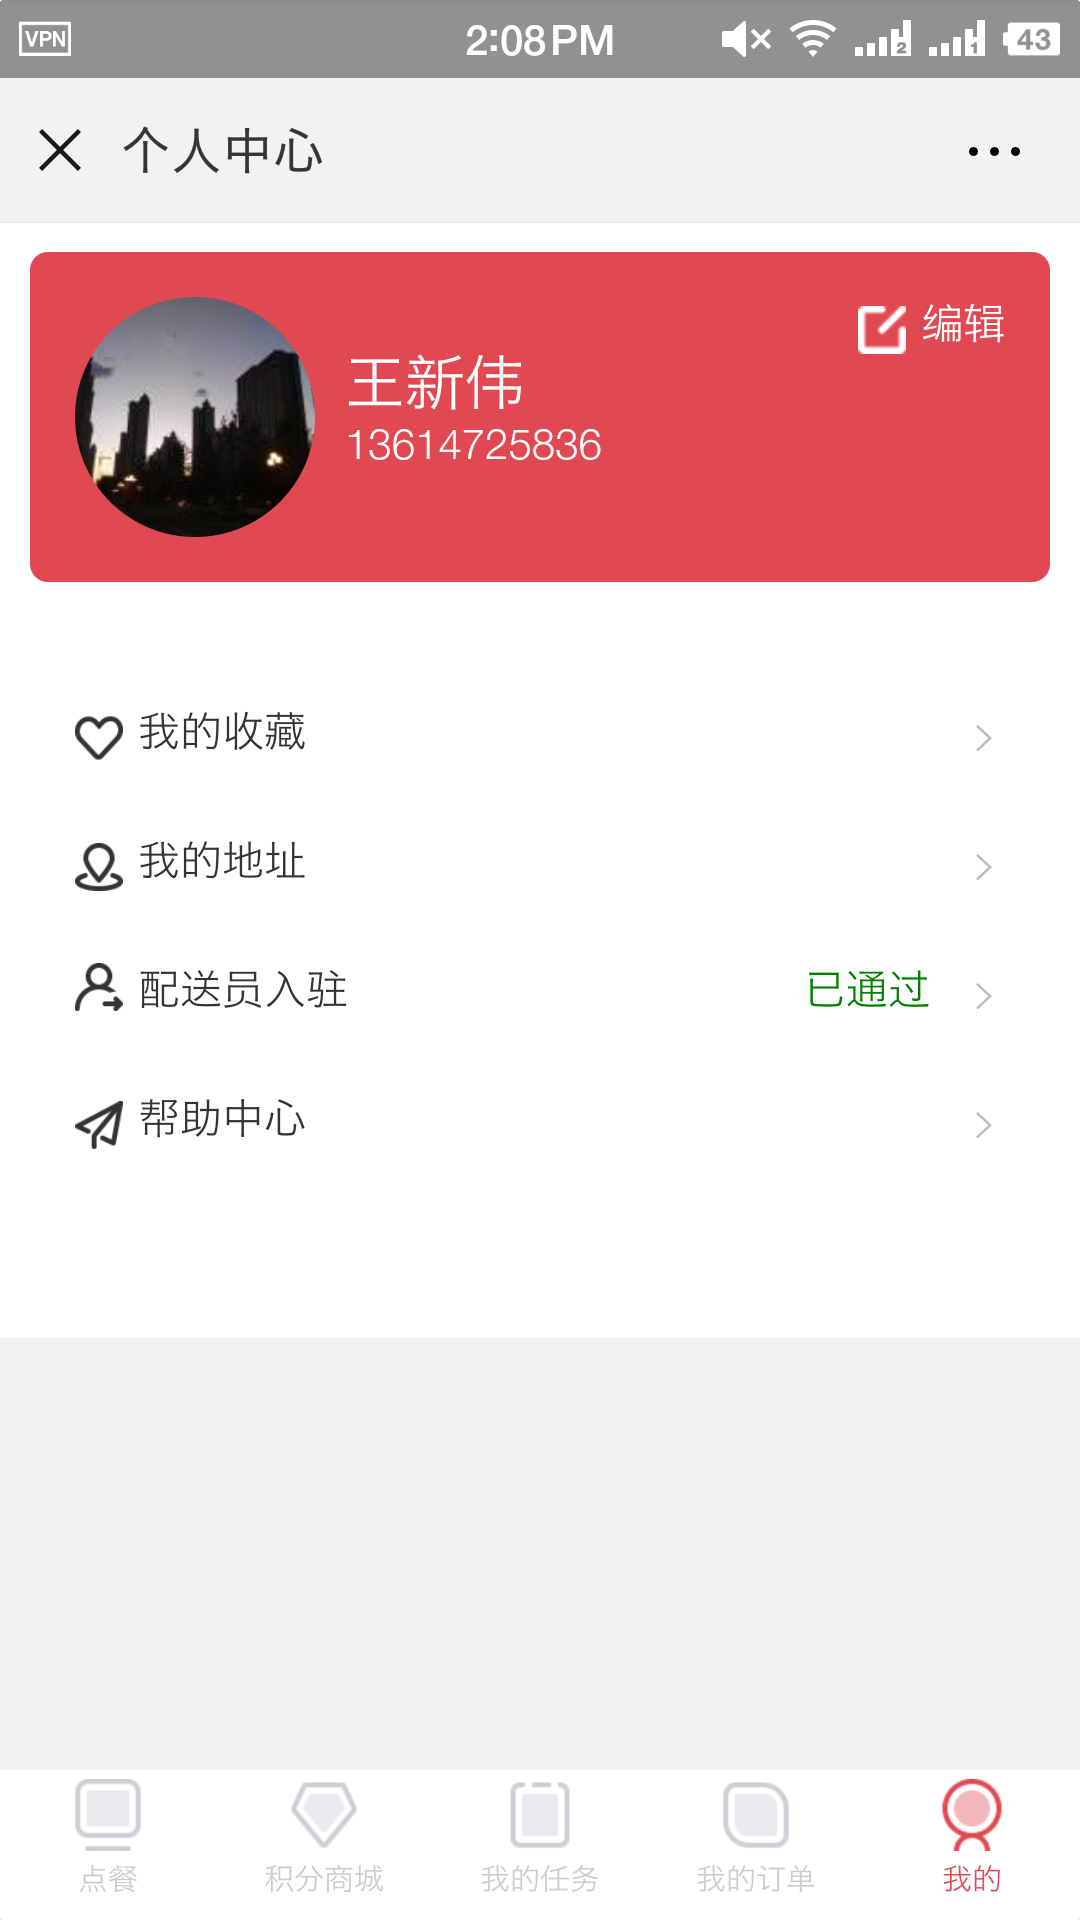 VPN
2:08 PM
2
1
43
个人中心
编辑
王新伟
13614725836
我的收藏
我的地址
配送员入驻
已通过
帮助中心
点餐
积分商城
我的任务
我的订单
我的